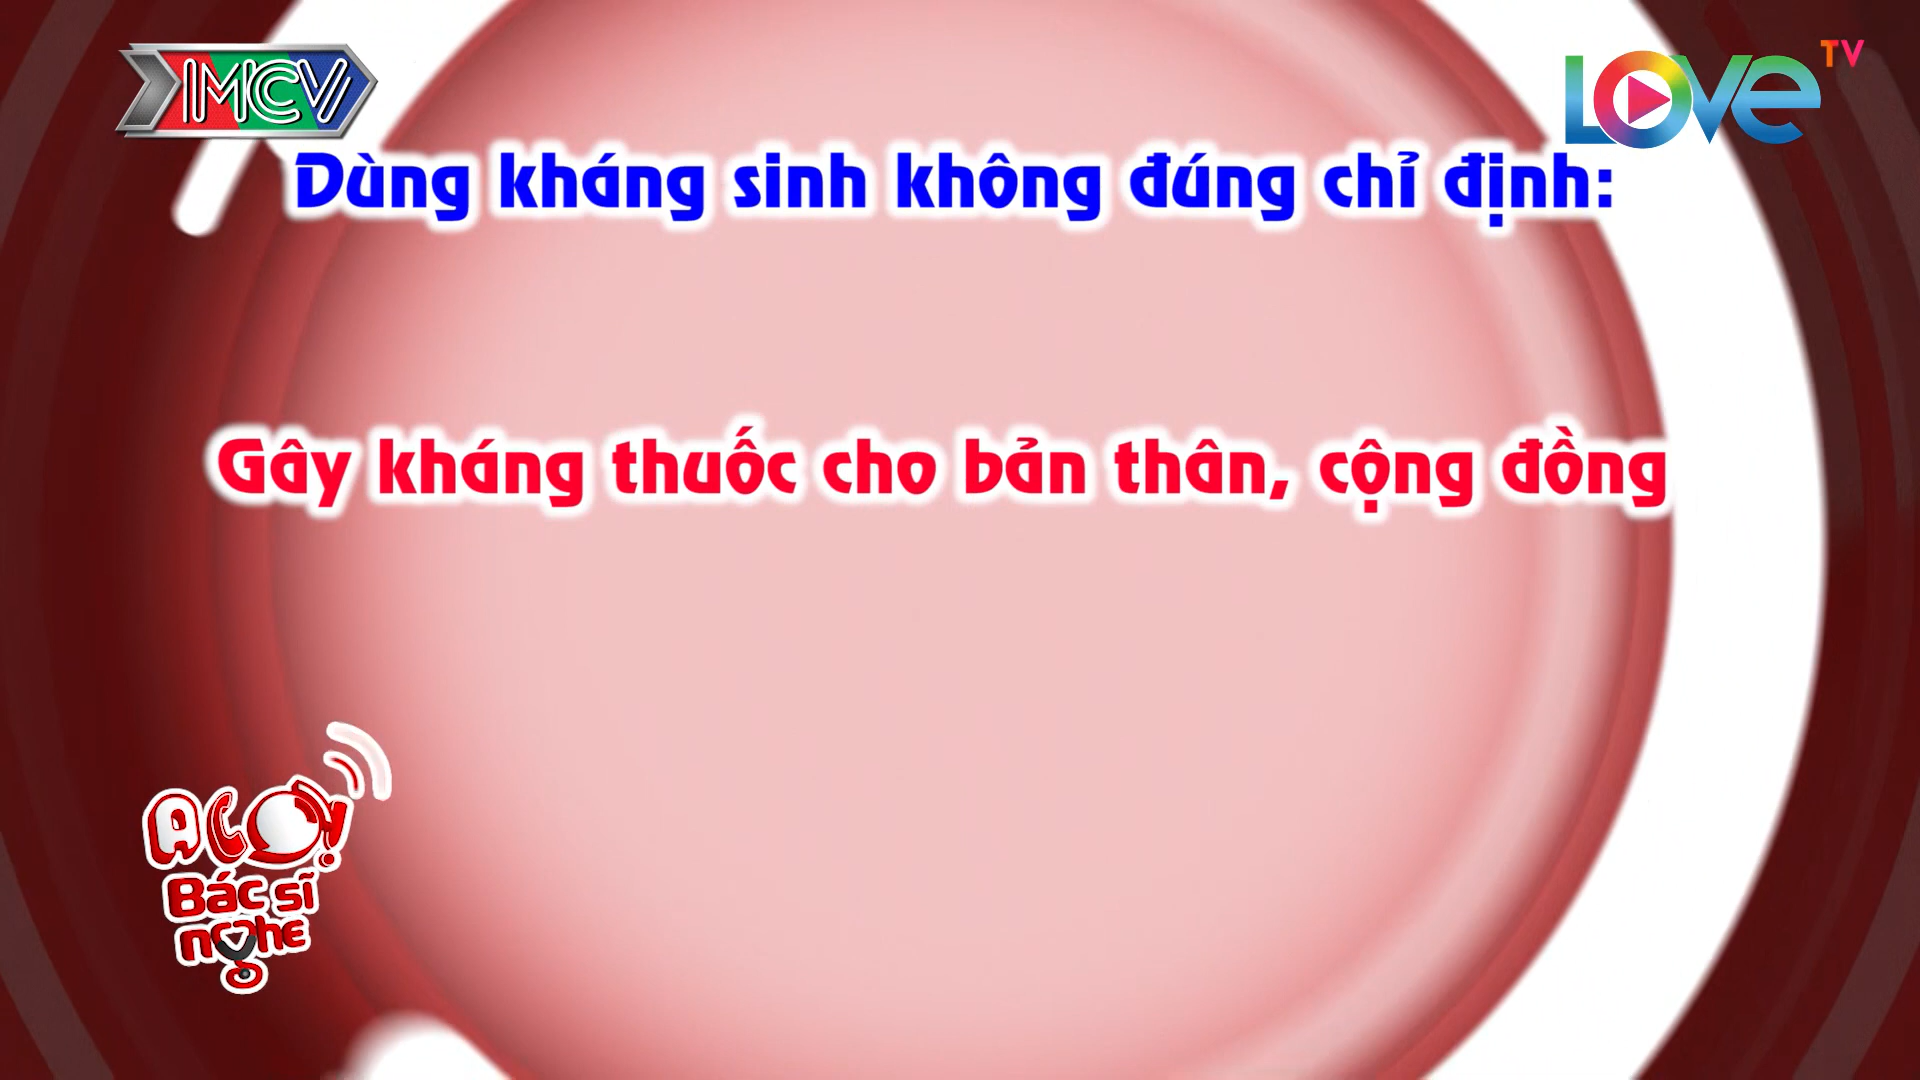 MCV
LOVE TV
Dùng kháng sinh không đúng chỉ định:
Gây kháng thuốc cho bản thân, cộng đồng
ALO!
Bác sĩ
nghe